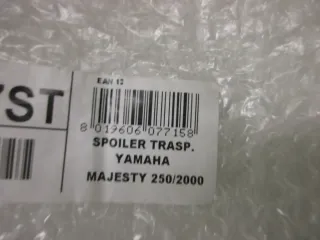 EAN 13
7ST
8 019606 077158
SPOILER TRASP.
YAMAHA
MAJESTY 250/2000